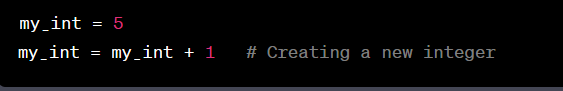 my_int = 5
my_int = my_int + 1   # Creating a new integer